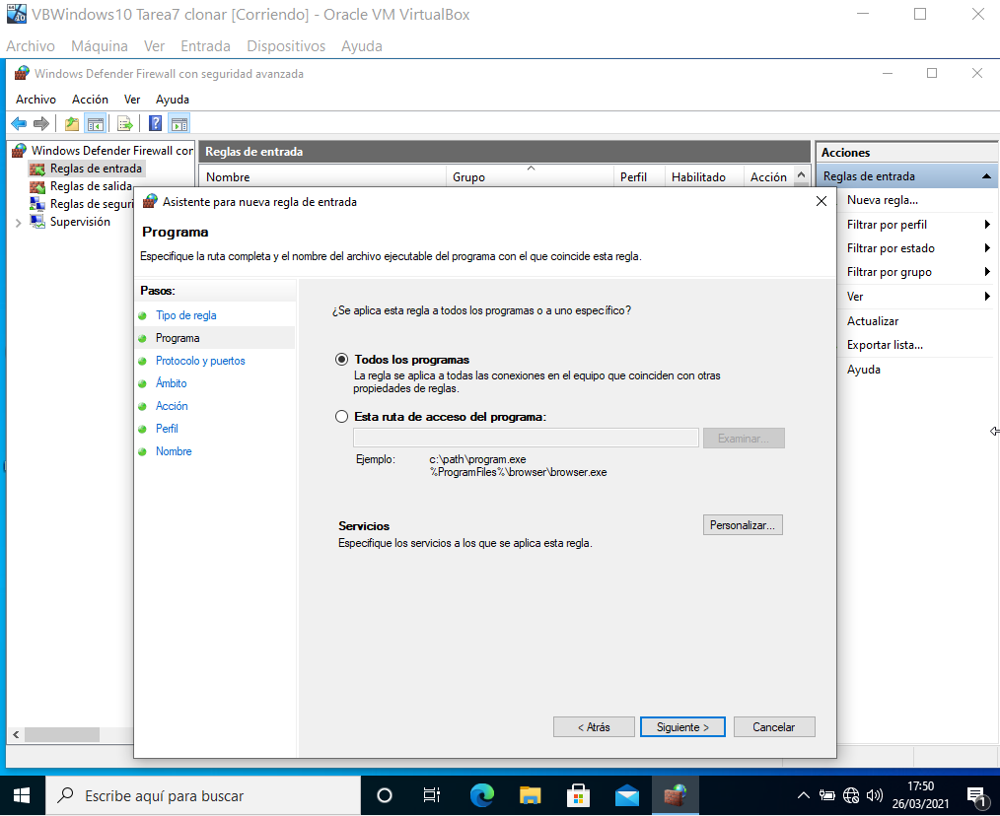 VBWindows10 Tarea7 clonar [Corriendo] - Oracle VM VirtualBox
Archivo Máquina Ver Entrada Dispositivos Ayuda
Windows Defender Firewall con seguridad avanzada
Archivo Acción Ver Ayuda
Windows Defender Firewall con
Reglas de entrada
Reglas de salida
Reglas de seguri
Supervisión
Reglas de entrada
Nombre Grupo Perfil Habilitado Acción
Acciones
Reglas de entrada
Nueva regla...
Filtrar por perfil
Filtrar por estado
Filtrar por grupo
Ver
Actualizar
Exportar lista...
Ayuda
Asistente para nueva regla de entrada
Programa
Especifique la ruta completa y el nombre del archivo ejecutable del programa con el que coincide esta regla.
Pasos:
Tipo de regla
Programa
Protocolo y puertos
Ámbito
Acción
Perfil
Nombre
¿Se aplica esta regla a todos los programas o a uno específico?
Todos los programas
La regla se aplica a todas las conexiones en el equipo que coinciden con otras
propiedades de reglas.
Esta ruta de acceso del programa:
Examinar...
Ejemplo: c:\path\program.exe
%ProgramFiles%\browser\browser.exe
Servicios
Personalizar...
Especifique los servicios a los que se aplica esta regla.
< Atrás Siguiente > Cancelar
Escribe aquí para buscar
17:50
26/03/2021
1